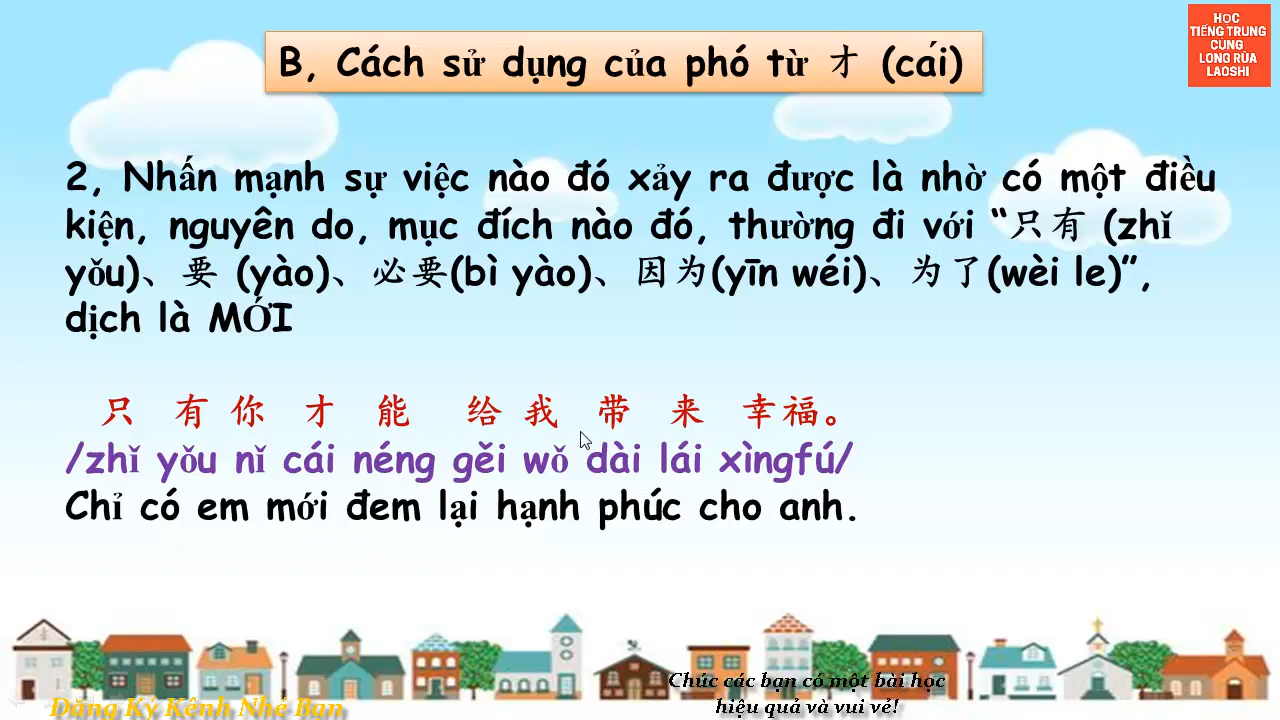 HỌC
TIẾNG TRUNG
CÙNG
LONG RÙA
LAOSHI
B, Cách sử dụng của phó từ 才 (cái)
2, Nhấn mạnh sự việc nào đó xảy ra được là nhờ có một điều
kiện, nguyên do, mục đích nào đó, thường đi với “只有 (zhǐ
yǒu)、要 (yào)、必要(bì yào)、因为(yīn wéi)、为了(wèi le)”,
dịch là MỚI
只 有 你 才 能 给 我 带 来 幸福。
/zhǐ yǒu nǐ cái néng gěi wǒ dài lái xìngfú/
Chỉ có em mới đem lại hạnh phúc cho anh.
Chúc các bạn có một bài học
hiệu quả và vui vẻ!
Đăng Ký Kênh Nhé Bạn